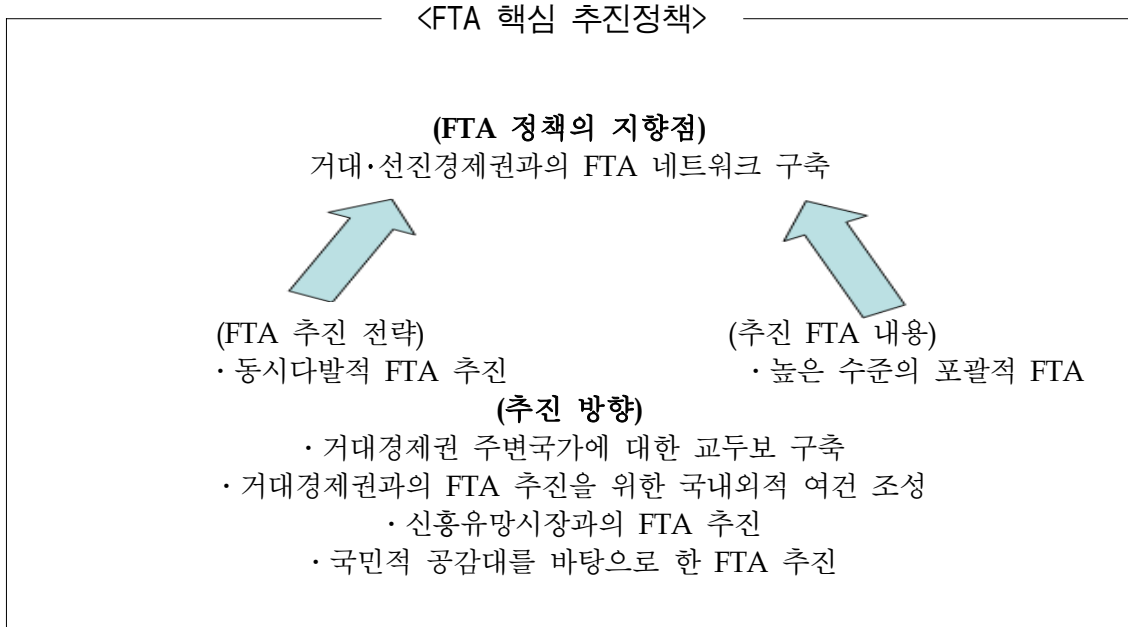 <FTA 핵심 추진정책>
(FTA 정책의 지향점)
거대·선진경제권과의 FTA 네트워크 구축
(FTA 추진 전략)
· 동시다발적 FTA 추진
(추진 FTA 내용)
· 높은 수준의 포괄적 FTA
(추진 방향)
· 거대경제권 주변국가에 대한 교두보 구축
· 거대경제권과의 FTA 추진을 위한 국내외적 여건 조성
· 신흥유망시장과의 FTA 추진
· 국민적 공감대를 바탕으로 한 FTA 추진